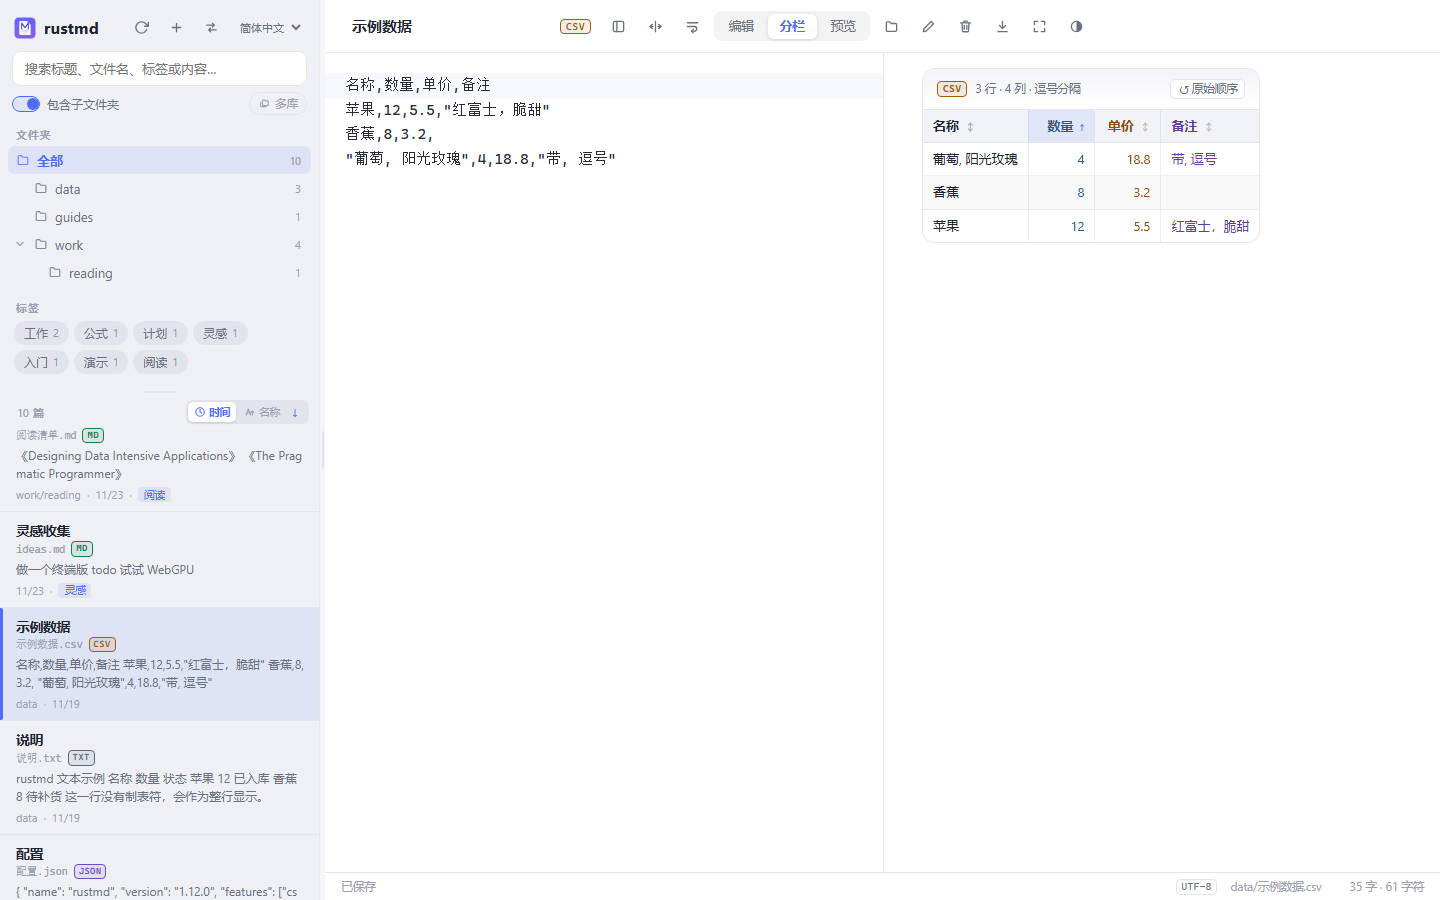 rustmd
简体中文
搜索标题、文件名、标签或内容...
包含子文件夹
多库
文件夹
全部 10
data 3
guides 1
work 4
reading 1
标签
工作 2 公式 1 计划 1 灵感 1
入门 1 演示 1 阅读 1
10 篇 时间 名称 ↓
阅读清单.md MD
《Designing Data Intensive Applications》 《The Prag
matic Programmer》
work/reading · 11/23 · 阅读
灵感收集
ideas.md MD
做一个终端版 todo 试试 WebGPU
11/23 · 灵感
示例数据
示例数据.csv CSV
名称,数量,单价,备注 苹果,12,5.5,"红富士，脆甜" 香蕉,8,
3.2, "葡萄, 阳光玫瑰",4,18.8,"带, 逗号"
data · 11/19
说明
说明.txt TXT
rustmd 文本示例 名称 数量 状态 苹果 12 已入库 香蕉
8 待补货 这一行没有制表符，会作为整行显示。
data · 11/19
配置
配置.json JSON
{ "name": "rustmd", "version": "1.12.0", "features": ["cs
示例数据
CSV
编辑 分栏 预览
名称,数量,单价,备注
苹果,12,5.5,"红富士，脆甜"
香蕉,8,3.2,
"葡萄, 阳光玫瑰",4,18.8,"带, 逗号"
CSV 3 行 · 4 列 · 逗号分隔 ↺ 原始顺序
名称 ↕ 数量 ↑ 单价 ↕ 备注 ↕
葡萄, 阳光玫瑰 4 18.8 带, 逗号
香蕉 8 3.2
苹果 12 5.5 红富士，脆甜
已保存
UTF-8 data/示例数据.csv 35 字 · 61 字符